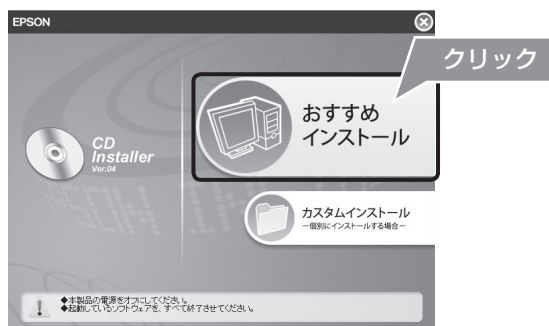 EPSON
クリック
おすすめ
インストール
CD
Installer
Ver.04
カスタムインストール
－個別にインストールする場合－
◆本製品の電源をオフにしてください。
◆起動しているソフトウェアを、すべて終了させてください。